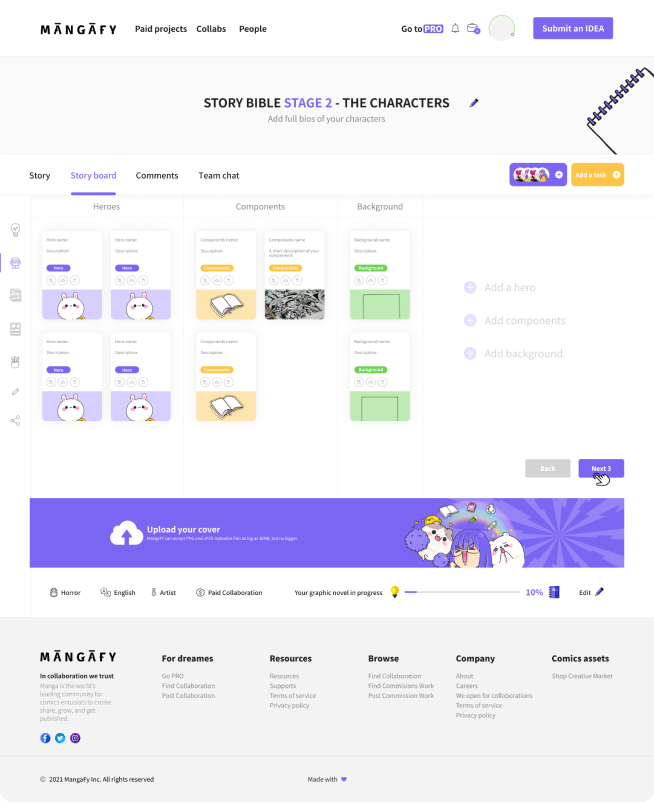 MĀNGĀFY
Paid projects Collabs People
Go to PRO
Submit an IDEA
STORY BIBLE STAGE 2 - THE CHARACTERS
Add full bios of your characters
Story Story board Comments Team chat
Add a task
Heroes Components Background
Hero name: Hero name: Components name: Components name Background name:
Description: Description: Description: A short description of your components Description:
Hero Hero Components Components Background
Hero name: Hero name: Components name: Background name:
Description: Description: Description: Description:
Hero Hero Components Background
Add a hero
Add components
Add background
Back Next 3
Upload your cover
MangaFY can accept PNG and JPEG Uploader files as big as 10MB, but no bigger.
Horror English Artist Paid Collaboration Your graphic novel in progress 10% Edit
MĀNGĀFY
In collaboration we trust
Manga is the world's
leading community for
comics entusiets to create
share, grow, and get
published.
For dreames
Go PRO
Find Collaboration
Post Collaboration
Resources
Resources
Supports
Terms of service
Privacy policy
Browse
Find Collaboration
Find Commisions Work
Post Commission Work
Company
About
Careers
We open for collaborations
Terms of service
Privacy policy
Comics assets
Shop Creative Market
© 2021 MangaFy Inc. All rights reserved
Made with